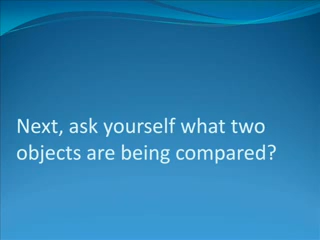 Next, ask yourself what two
objects are being compared?